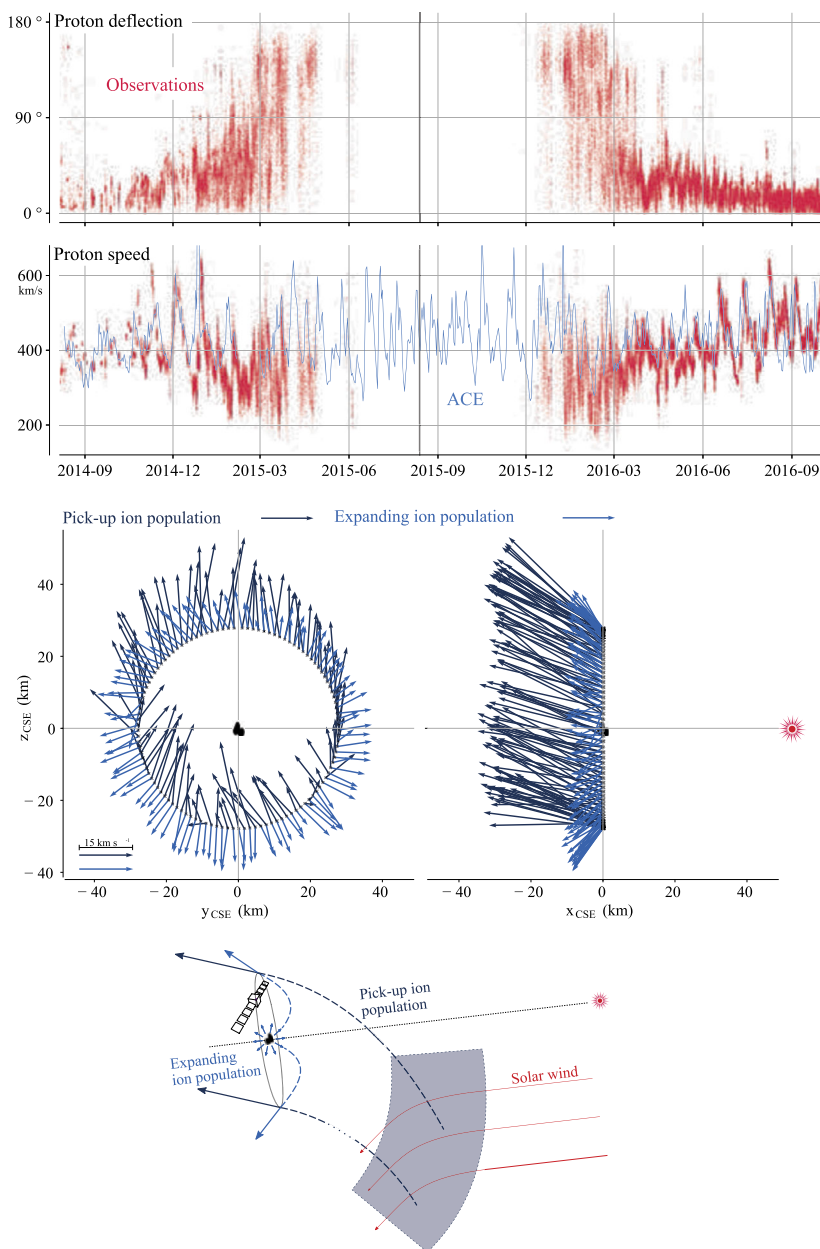 180 °
Proton deflection
Observations
90 °
0 °
Proton speed
600
km/s
400
ACE
200
2014-09 2014-12 2015-03 2015-06 2015-09 2015-12 2016-03 2016-06 2016-09
Pick-up ion population Expanding ion population
40
20
0
−20
−40
z CSE (km)
15 km s ⁻¹
−40 −20 0 20 40
y CSE (km)
−40 −20 0 20 40
x CSE (km)
Pick-up ion
population
Expanding
ion population
Solar wind